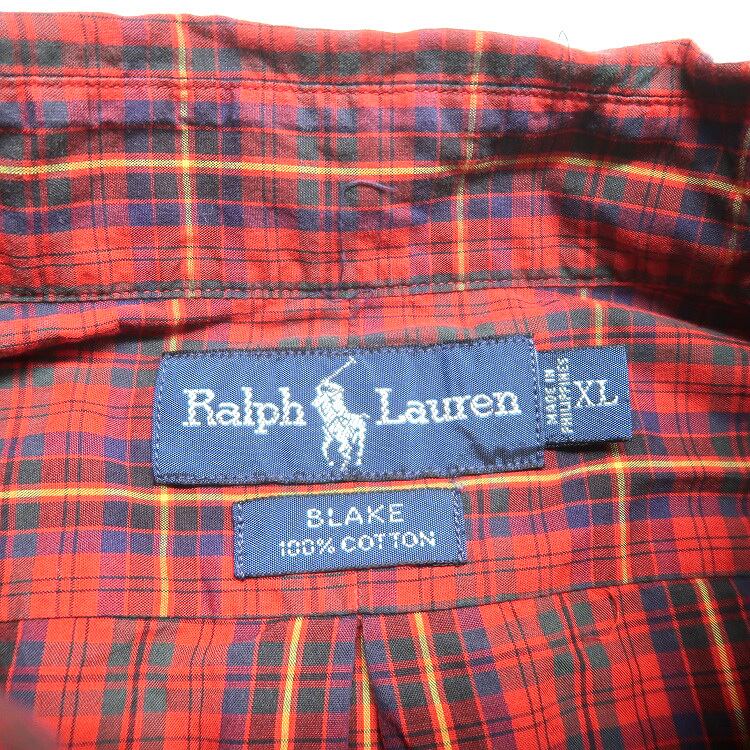 Ralph Lauren
MADE IN
PHILIPPINES
XL
BLAKE
100% COTTON